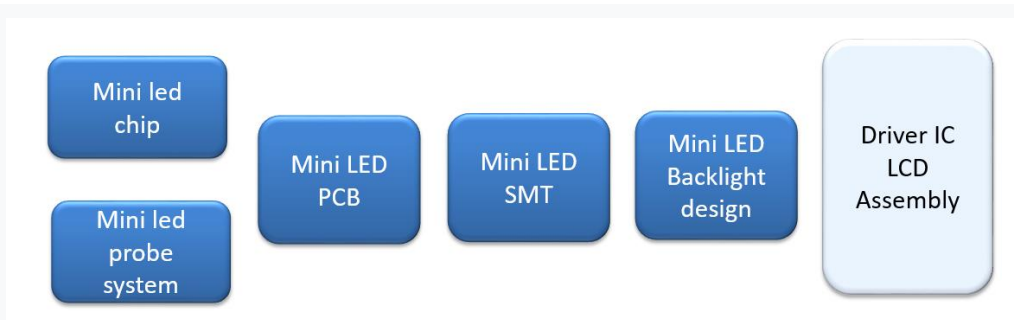 Mini led
chip
Mini led
probe
system
Mini LED
PCB
Mini LED
SMT
Mini LED
Backlight
design
Driver IC
LCD
Assembly